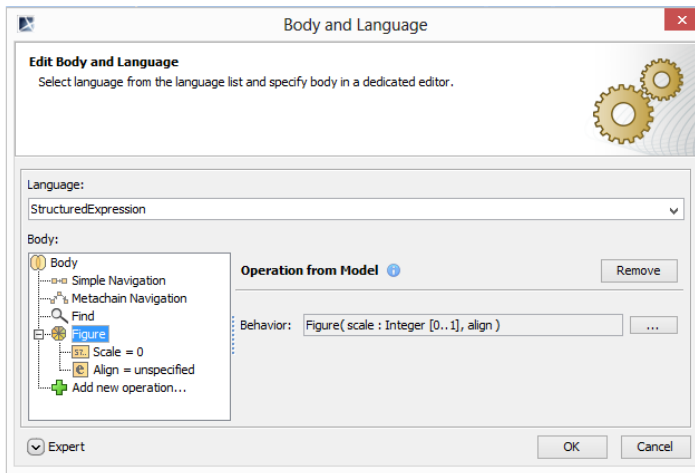 Body and Language
Edit Body and Language
Select language from the language list and specify body in a dedicated editor.
Language:
StructuredExpression
Body:
Body
Simple Navigation
Metachain Navigation
Find
Figure
Scale = 0
Align = unspecified
Add new operation...
Operation from Model
Remove
Behavior: Figure( scale : Integer [0..1], align ) ...
Expert
OK
Cancel